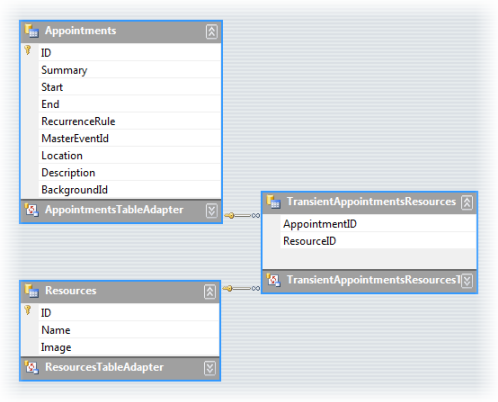 Appointments
ID
Summary
Start
End
RecurrenceRule
MasterEventId
Location
Description
BackgroundId
AppointmentsTableAdapter
TransientAppointmentsResources
AppointmentID
ResourceID
TransientAppointmentsResources
Resources
ID
Name
Image
ResourcesTableAdapter